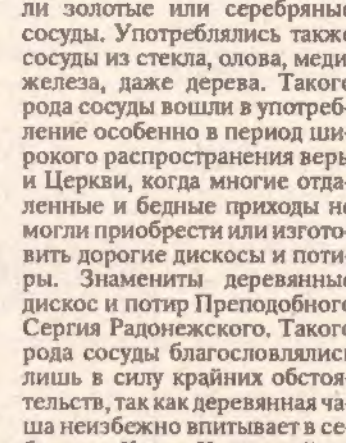 ли золотые или серебряные
сосуды. Употреблялись также
сосуды из стекла, олова, меди,
железа, даже дерева. Такого
рода сосуды вошли в употреб-
ление особенно в период ши-
рокого распространения веры
и Церкви, когда многие отда-
ленные и бедные приходы не
могли приобрести или изгото-
вить дорогие дискосы и поти-
ры. Знамениты деревянные
дискос и потир Преподобного
Сергия Радонежского. Такого
рода сосуды благословлялись
лишь в силу крайних обстоя-
тельств, так как деревянная ча-
ша неизбежно впитывает в се-